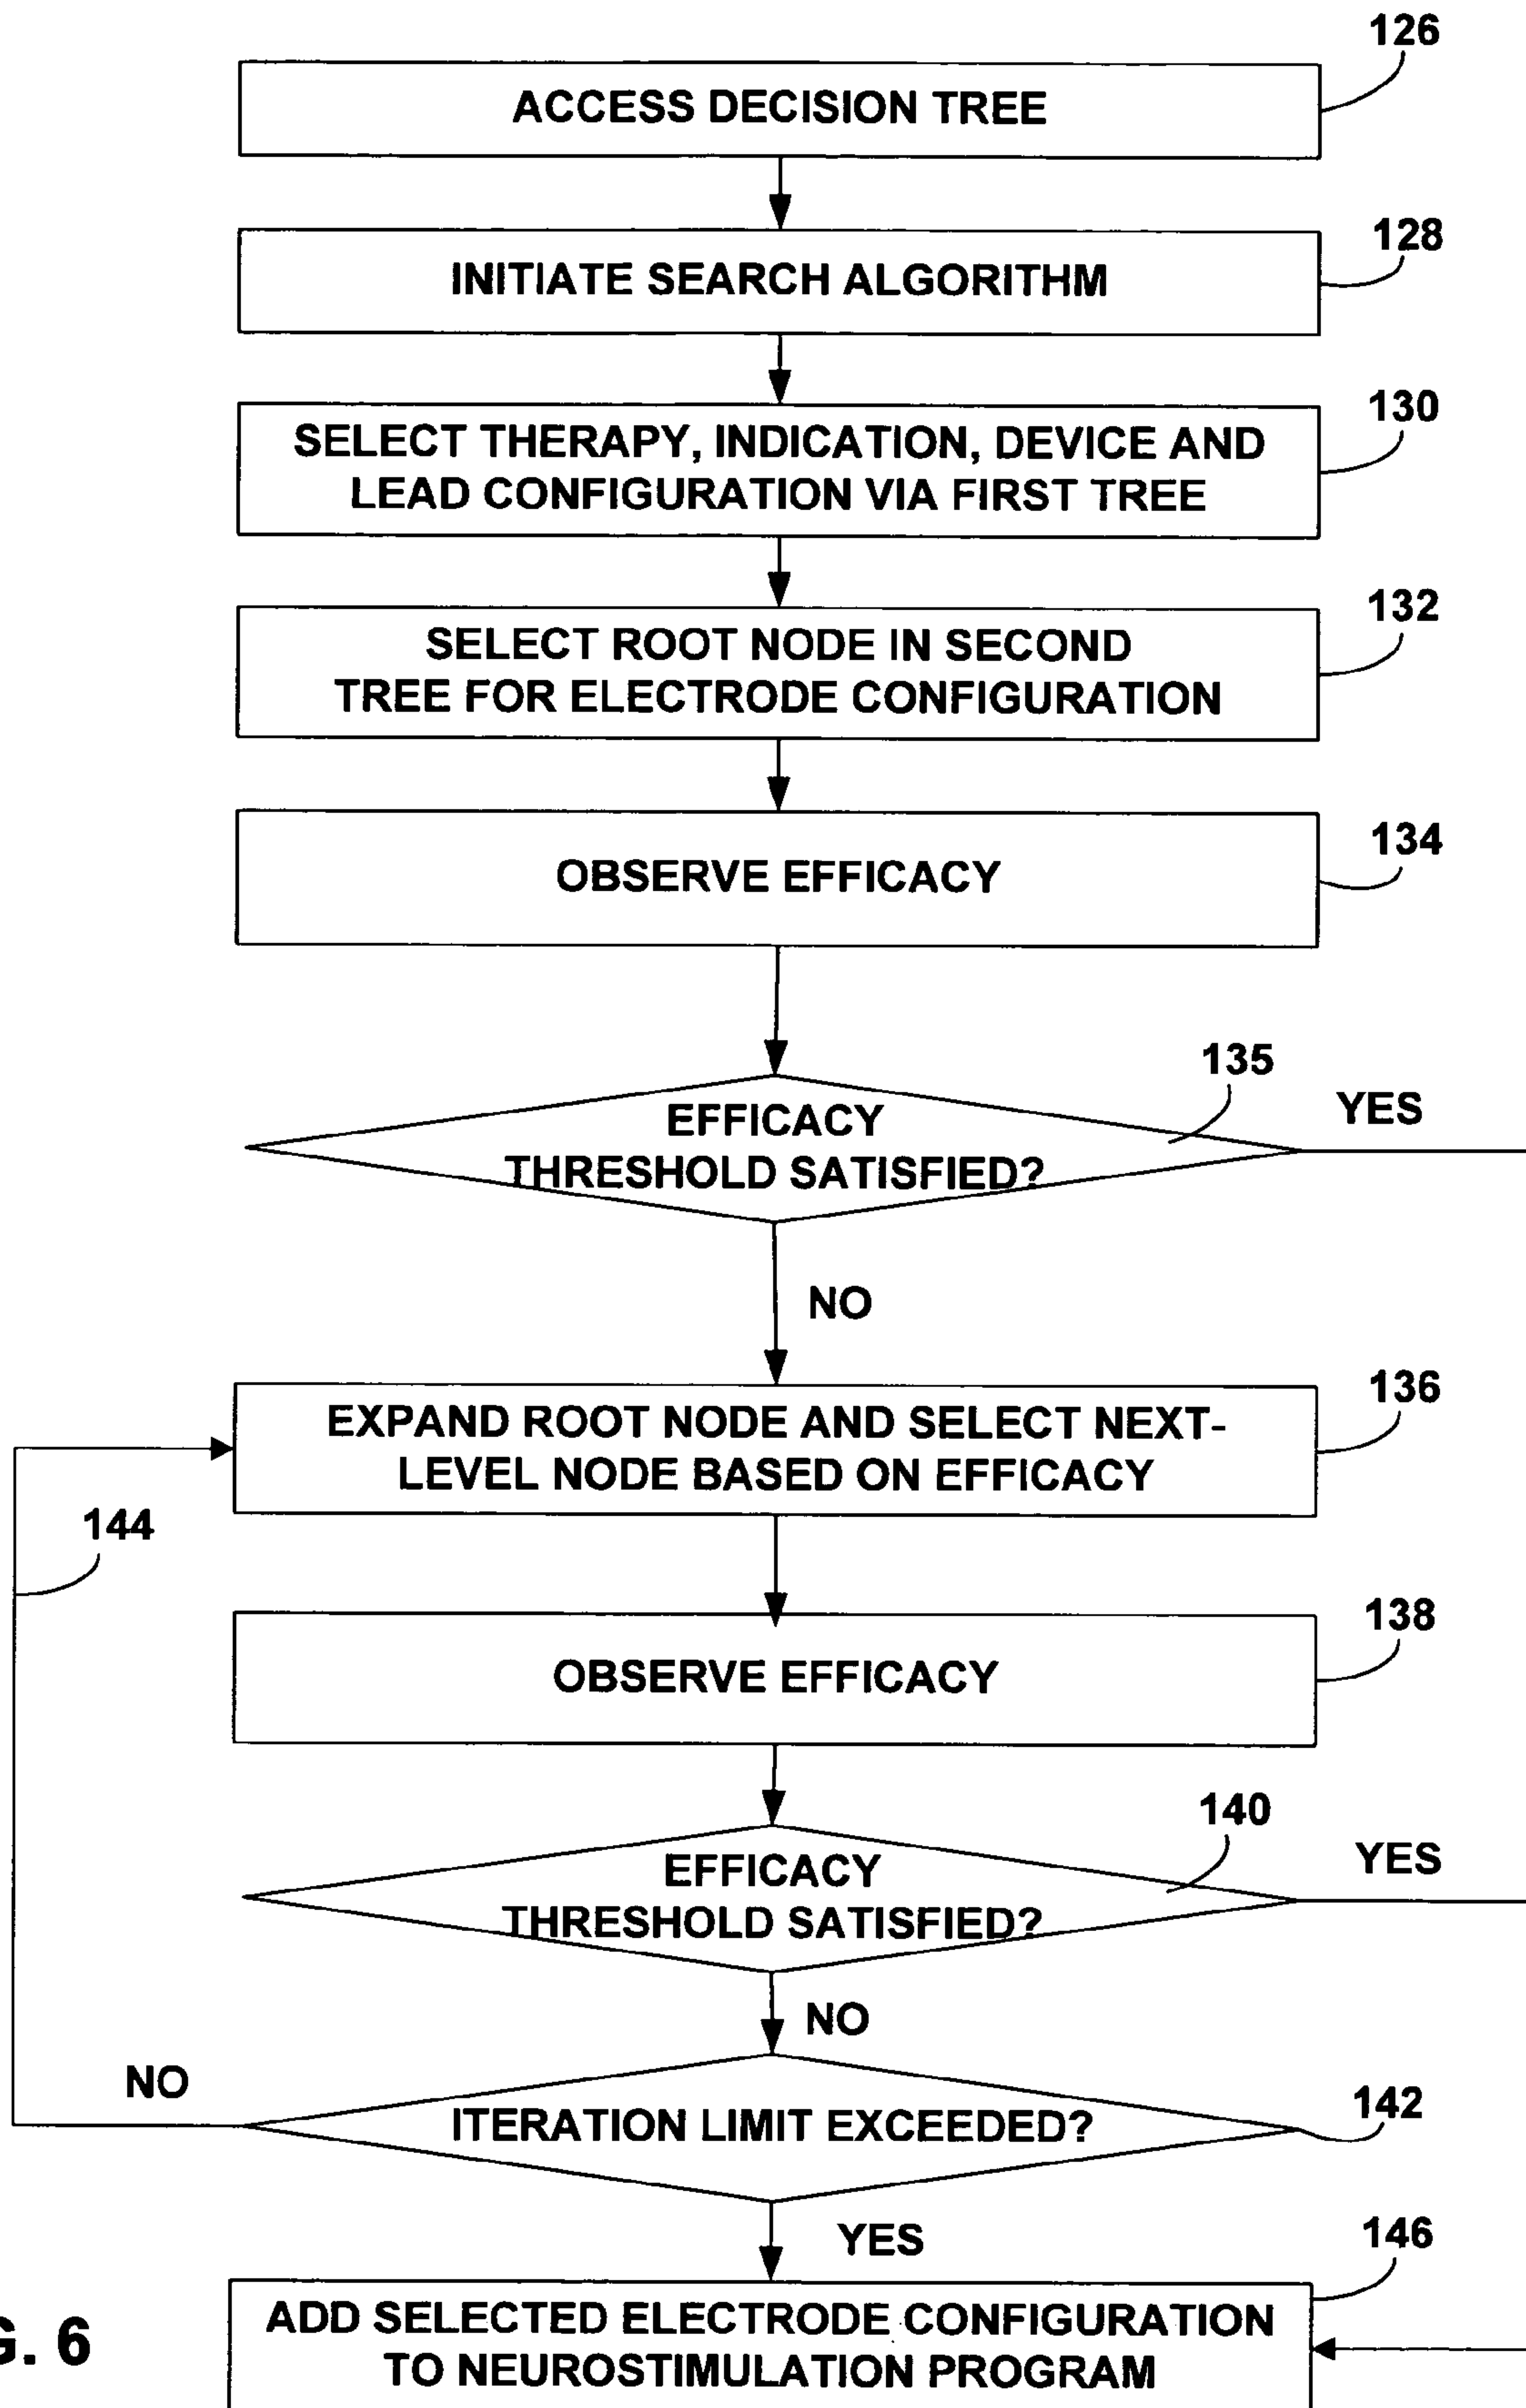 126
ACCESS DECISION TREE
128
INITIATE SEARCH ALGORITHM
130
SELECT THERAPY, INDICATION, DEVICE AND
LEAD CONFIGURATION VIA FIRST TREE
132
SELECT ROOT NODE IN SECOND
TREE FOR ELECTRODE CONFIGURATION
134
OBSERVE EFFICACY
135
YES
EFFICACY
THRESHOLD SATISFIED?
NO
136
EXPAND ROOT NODE AND SELECT NEXT-
LEVEL NODE BASED ON EFFICACY
144
138
OBSERVE EFFICACY
140
YES
EFFICACY
THRESHOLD SATISFIED?
NO
NO
142
ITERATION LIMIT EXCEEDED?
YES
146
ADD SELECTED ELECTRODE CONFIGURATION
TO NEUROSTIMULATION PROGRAM
G. 6